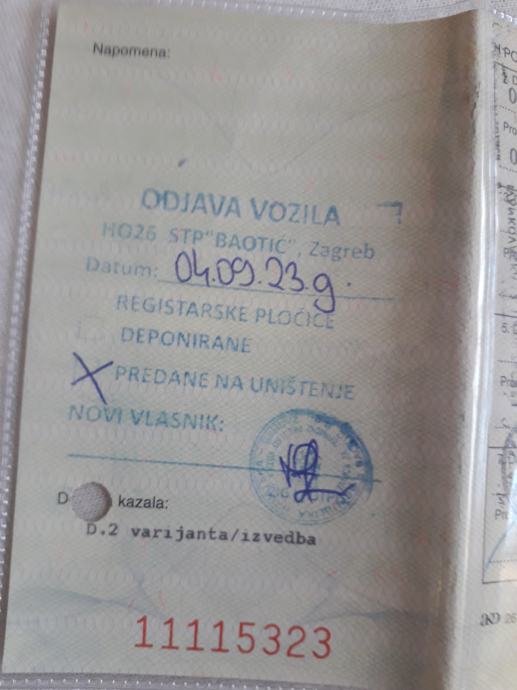 Napomena:
ODJAVA VOZILA
HO26 STP "BAOTIĆ", Zagreb
Datum: 04.09.23.g.
REGISTARSKE PLOČICE
DEPONIRANE
X PREDANE NA UNIŠTENJE
NOVI VLASNIK:
kazala:
D.2 varijanta/izvedba
11115323